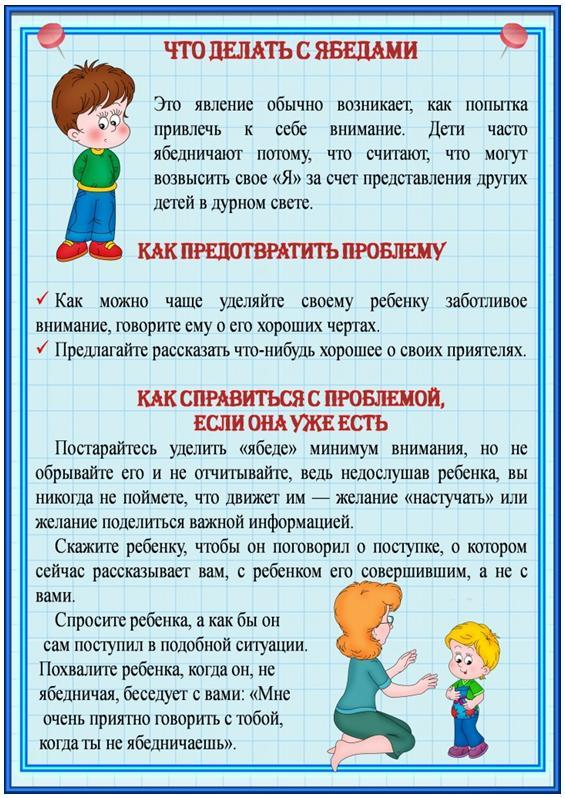 ЧТО ДЕЛАТЬ С ЯБЕДАМИ
Это явление обычно возникает, как попытка
привлечь к себе внимание. Дети часто
ябедничают потому, что считают, что могут
возвысить свое «Я» за счет представления других
детей в дурном свете.
КАК ПРЕДОТВРАТИТЬ ПРОБЛЕМУ
✓ Как можно чаще уделяйте своему ребенку заботливое
внимание, говорите ему о его хороших чертах.
✓ Предлагайте рассказать что-нибудь хорошее о своих приятелях.
КАК СПРАВИТЬСЯ С ПРОБЛЕМОЙ,
ЕСЛИ ОНА УЖЕ ЕСТЬ
Постарайтесь уделить «ябеде» минимум внимания, но не
обрывайте его и не отчитывайте, ведь недослушав ребенка, вы
никогда не поймете, что движет им — желание «настучать» или
желание поделиться важной информацией.
Скажите ребенку, чтобы он поговорил о поступке, о котором
сейчас рассказывает вам, с ребенком его совершившим, а не с
вами.
Спросите ребенка, а как бы он
сам поступил в подобной ситуации.
Похвалите ребенка, когда он, не
ябедничая, беседует с вами: «Мне
очень приятно говорить с тобой,
когда ты не ябедничаешь».